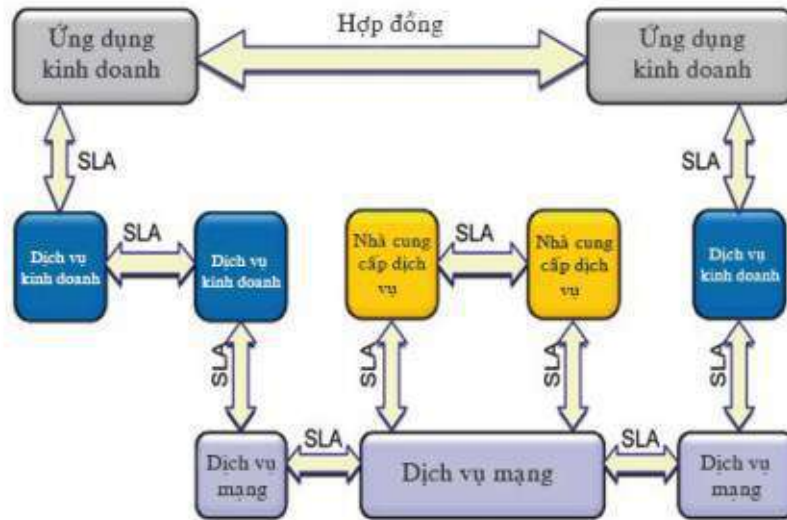 Hợp đồng
Ứng dụng
kinh doanh
Ứng dụng
kinh doanh
SLA
SLA
Dịch vụ
kinh doanh
SLA
Dịch vụ
kinh doanh
Nhà cung
cấp dịch
vụ
SLA
Nhà cung
cấp dịch
vụ
Dịch vụ
kinh doanh
SLA
SLA
SLA
SLA
Dịch vụ
mạng
SLA
Dịch vụ mạng
SLA
Dịch vụ
mạng